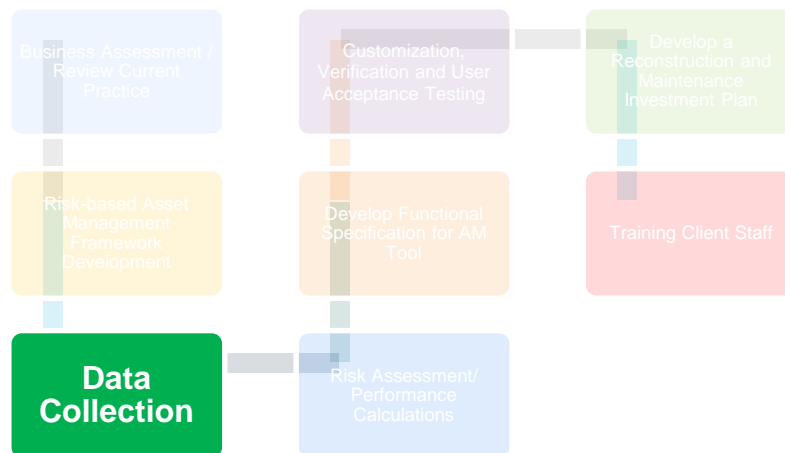 Business Assessment /
Review Current
Practice
Risk-based Asset
Management
Framework
Development
Data
Collection
Customization,
Verification and User
Acceptance Testing
Develop Functional
Specification for AM
Tool
Risk Assessment/
Performance
Calculations
Develop a
Reconstruction and
Maintenance
Investment Plan
Training Client Staff